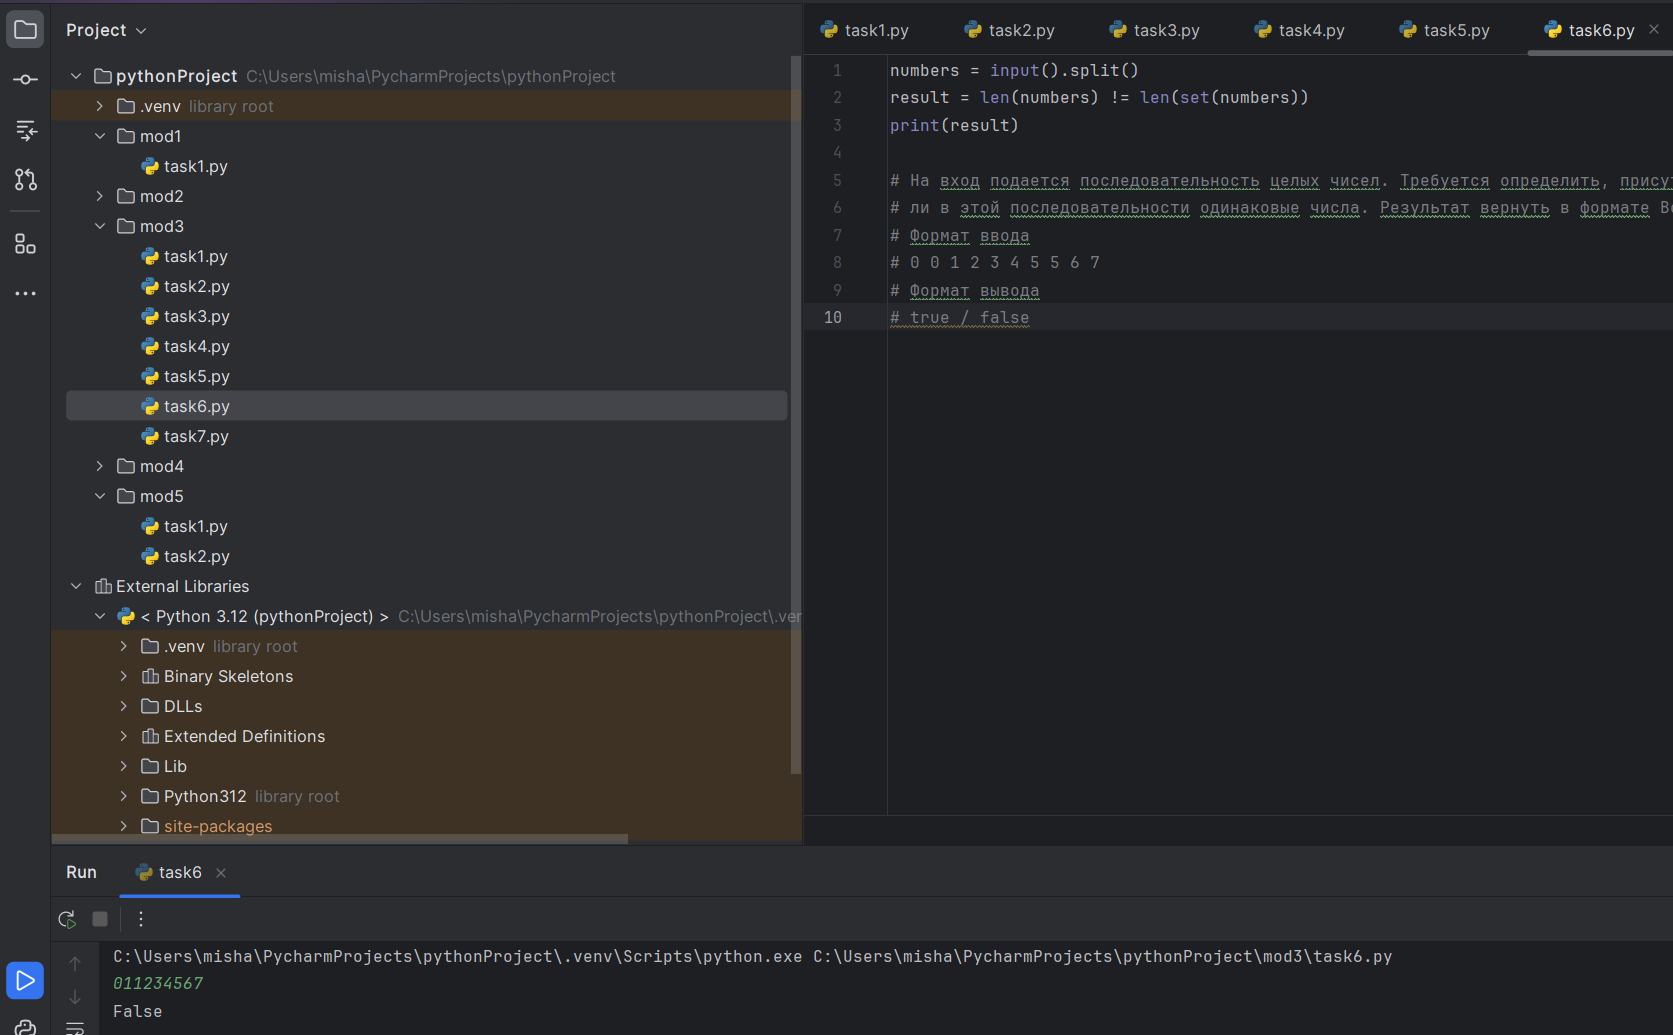 Project
pythonProject C:\Users\misha\PycharmProjects\pythonProject
.venv library root
mod1
task1.py
mod2
mod3
task1.py
task2.py
task3.py
task4.py
task5.py
task6.py
task7.py
mod4
mod5
task1.py
task2.py
External Libraries
< Python 3.12 (pythonProject) > C:\Users\misha\PycharmProjects\pythonProject\.ver
.venv library root
Binary Skeletons
DLLs
Extended Definitions
Lib
Python312 library root
site-packages
task1.py task2.py task3.py task4.py task5.py task6.py
1 numbers = input().split()
2 result = len(numbers) != len(set(numbers))
3 print(result)
4
5 # На вход подается последовательность целых чисел. Требуется определить, присут
6 # ли в этой последовательности одинаковые числа. Результат вернуть в формате Bo
7 # Формат ввода
8 # 0 0 1 2 3 4 5 5 6 7
9 # Формат вывода
10 # true / false
Run task6
C:\Users\misha\PycharmProjects\pythonProject\.venv\Scripts\python.exe C:\Users\misha\PycharmProjects\pythonProject\mod3\task6.py
011234567
False